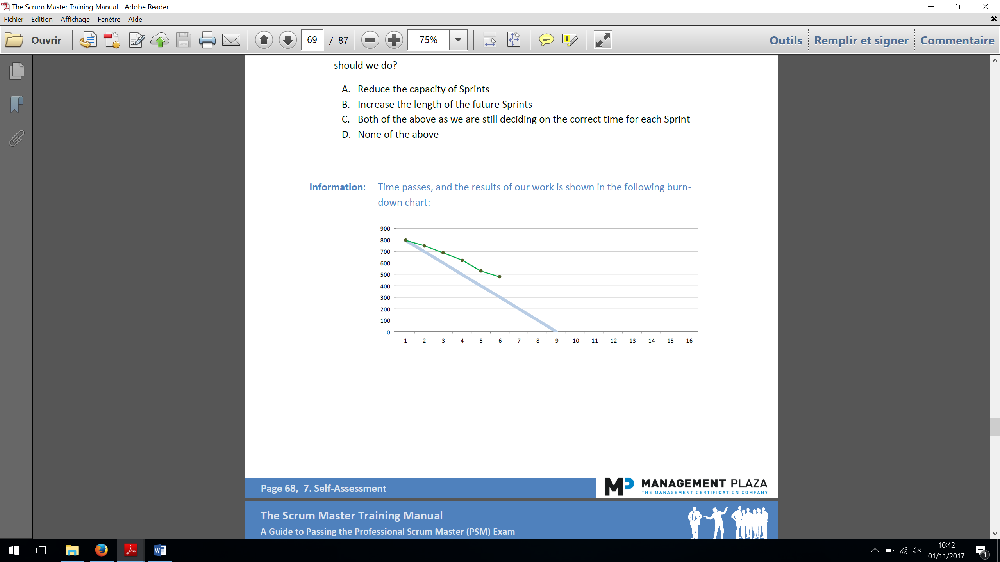 The Scrum Master Training Manual - Adobe Reader
Fichier Edition Affichage Fenêtre Aide
Ouvrir 69 / 87 75% Outils Remplir et signer Commentaire
should we do?
A. Reduce the capacity of Sprints
B. Increase the length of the future Sprints
C. Both of the above as we are still deciding on the correct time for each Sprint
D. None of the above
Information: Time passes, and the results of our work is shown in the following burn-
down chart:
900
800
700
600
500
400
300
200
100
0
1 2 3 4 5 6 7 8 9 10 11 12 13 14 15 16
Page 68, 7. Self-Assessment
MP MANAGEMENT PLAZA
THE MANAGEMENT CERTIFICATION COMPANY
The Scrum Master Training Manual
A Guide to Passing the Professional Scrum Master (PSM) Exam
10:42
01/11/2017
1